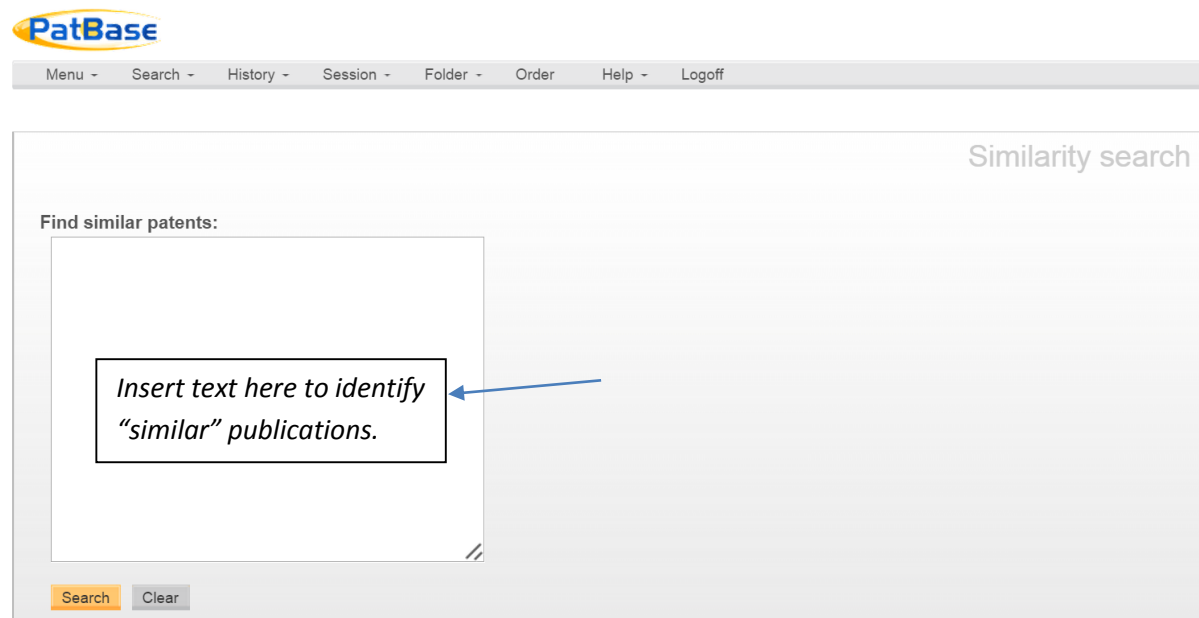 PatBase
Menu Search History Session Folder Order Help Logoff
Similarity search
Find similar patents:
Insert text here to identify
“similar” publications.
Search Clear